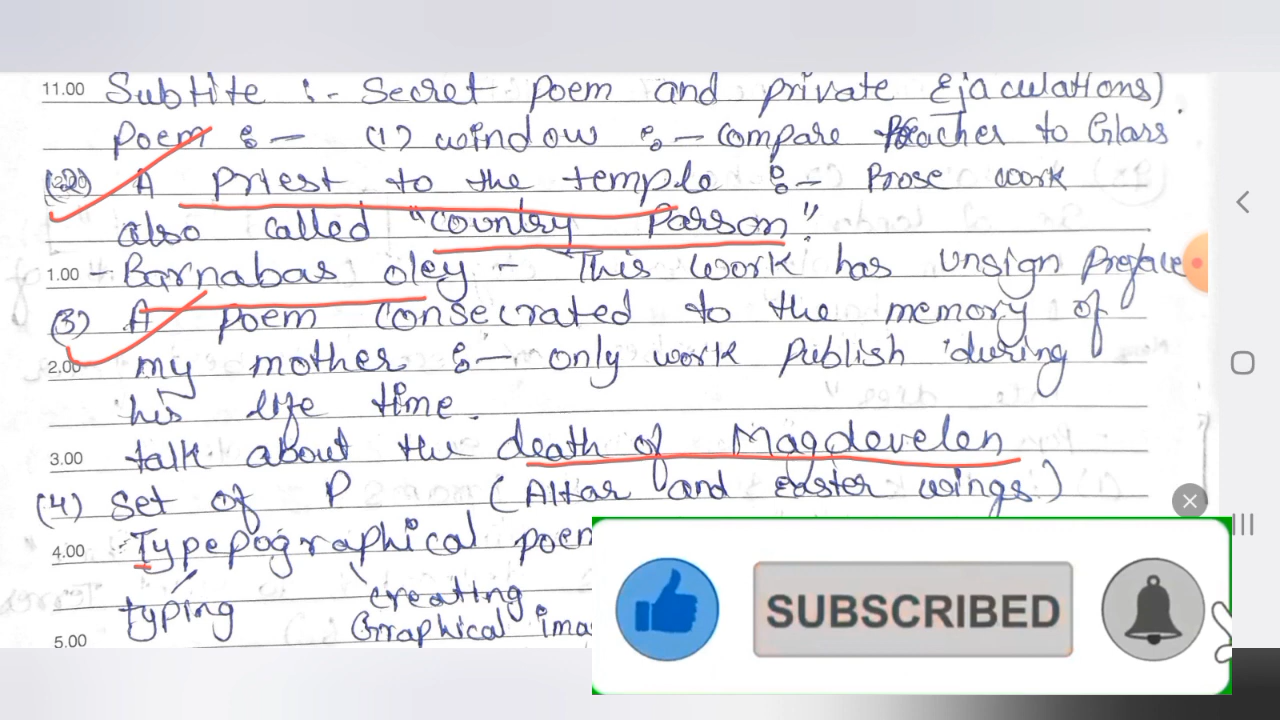 11.00 Subtite :- Secret poem and private Ejaculations)
Poem :- (1) window :- compare Preacher to Glass
(2) A Priest to the temple :- Prose work
also called "Country Parson"
1.00 - Barnabas oley - This work has unsign Preface
(3) A poem consecrated to the memory of
2.00 my mother :- only work Publish during
his life time.
3.00 talk about the death of Magdevelen
(4) Set of P (Altar and easter wings)
4.00 Typepographical poem
typing creating
Graphical ima
5.00
SUBSCRIBED